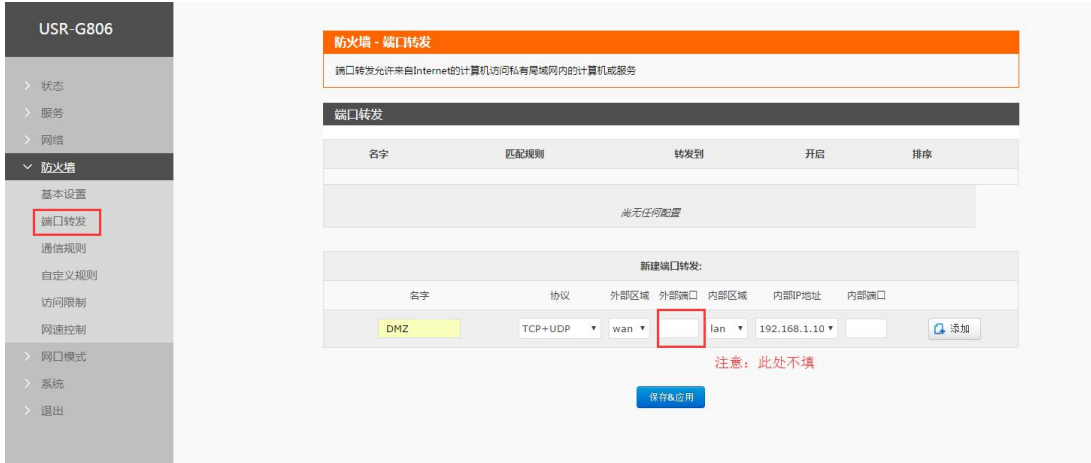 USR-G806
状态
服务
网络
防火墙
基本设置
端口转发
通信规则
自定义规则
访问限制
网速控制
网口模式
系统
退出
防火墙 - 端口转发
端口转发允许来自Internet的计算机访问私有局域网内的计算机或服务
端口转发
名字 匹配规则 转发到 开启 排序
尚无任何配置
新建端口转发:
名字 协议 外部区域 外部端口 内部区域 内部IP地址 内部端口
DMZ TCP+UDP wan lan 192.168.1.10 添加
注意：此处不填
保存&应用